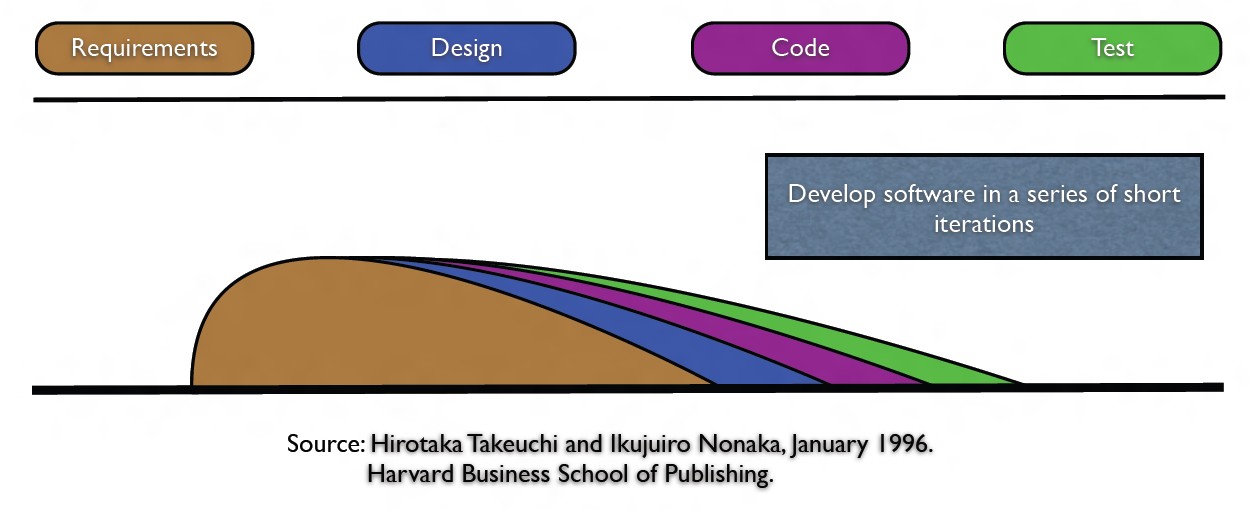 Requirements
Design
Code
Test
Develop software in a series of short
iterations
Source: Hirotaka Takeuchi and Ikujuiro Nonaka, January 1996.
Harvard Business School of Publishing.